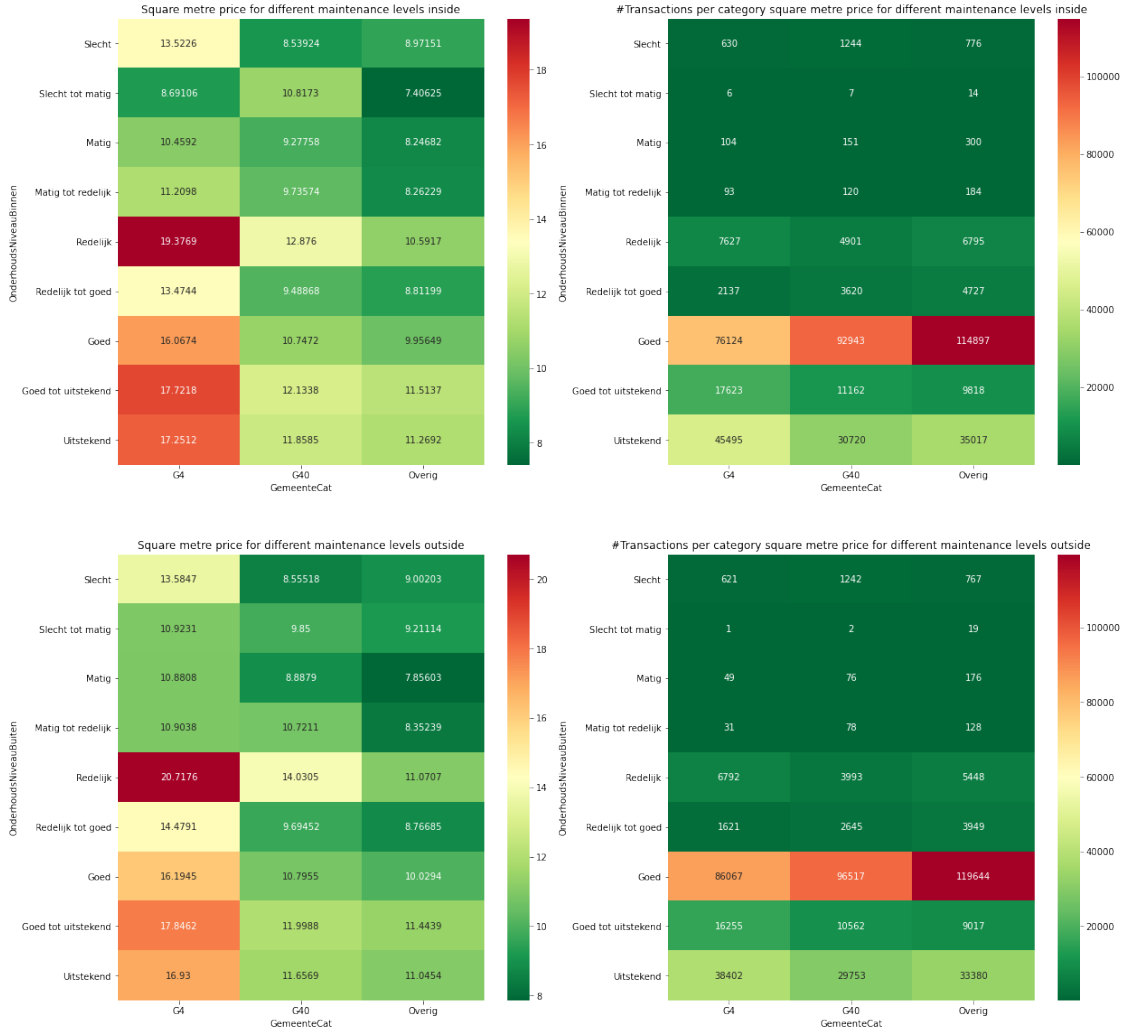 Square metre price for different maintenance levels inside
OnderhoudsNiveauBinnen
Slecht 13.5226 8.53924 8.97151
Slecht tot matig 8.69106 10.8173 7.40625
Matig 10.4592 9.27758 8.24682
Matig tot redelijk 11.2098 9.73574 8.26229
Redelijk 19.3769 12.876 10.5917
Redelijk tot goed 13.4744 9.48868 8.81199
Goed 16.0674 10.7472 9.95649
Goed tot uitstekend 17.7218 12.1338 11.5137
Uitstekend 17.2512 11.8585 11.2692
G4 G40 Overig
GemeenteCat
18
16
14
12
10
8
#Transactions per category square metre price for different maintenance levels inside
OnderhoudsNiveauBinnen
Slecht 630 1244 776
Slecht tot matig 6 7 14
Matig 104 151 300
Matig tot redelijk 93 120 184
Redelijk 7627 4901 6795
Redelijk tot goed 2137 3620 4727
Goed 76124 92943 114897
Goed tot uitstekend 17623 11162 9818
Uitstekend 45495 30720 35017
G4 G40 Overig
GemeenteCat
100000
80000
60000
40000
20000
Square metre price for different maintenance levels outside
OnderhoudsNiveauBuiten
Slecht 13.5847 8.55518 9.00203
Slecht tot matig 10.9231 9.85 9.21114
Matig 10.8808 8.8879 7.85603
Matig tot redelijk 10.9038 10.7211 8.35239
Redelijk 20.7176 14.0305 11.0707
Redelijk tot goed 14.4791 9.69452 8.76685
Goed 16.1945 10.7955 10.0294
Goed tot uitstekend 17.8462 11.9988 11.4439
Uitstekend 16.93 11.6569 11.0454
G4 G40 Overig
GemeenteCat
20
18
16
14
12
10
8
#Transactions per category square metre price for different maintenance levels outside
OnderhoudsNiveauBuiten
Slecht 621 1242 767
Slecht tot matig 1 2 19
Matig 49 76 176
Matig tot redelijk 31 78 128
Redelijk 6792 3993 5448
Redelijk tot goed 1621 2645 3949
Goed 86067 96517 119644
Goed tot uitstekend 16255 10562 9017
Uitstekend 38402 29753 33380
G4 G40 Overig
GemeenteCat
100000
80000
60000
40000
20000